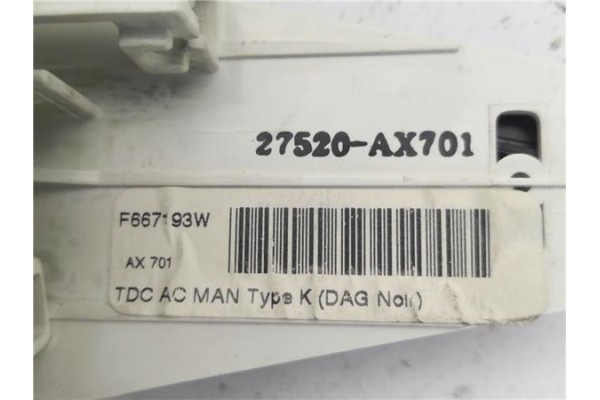 27520-AX701
F667193W
AX 701
TDC AC MAN Type K (DAG Noir)